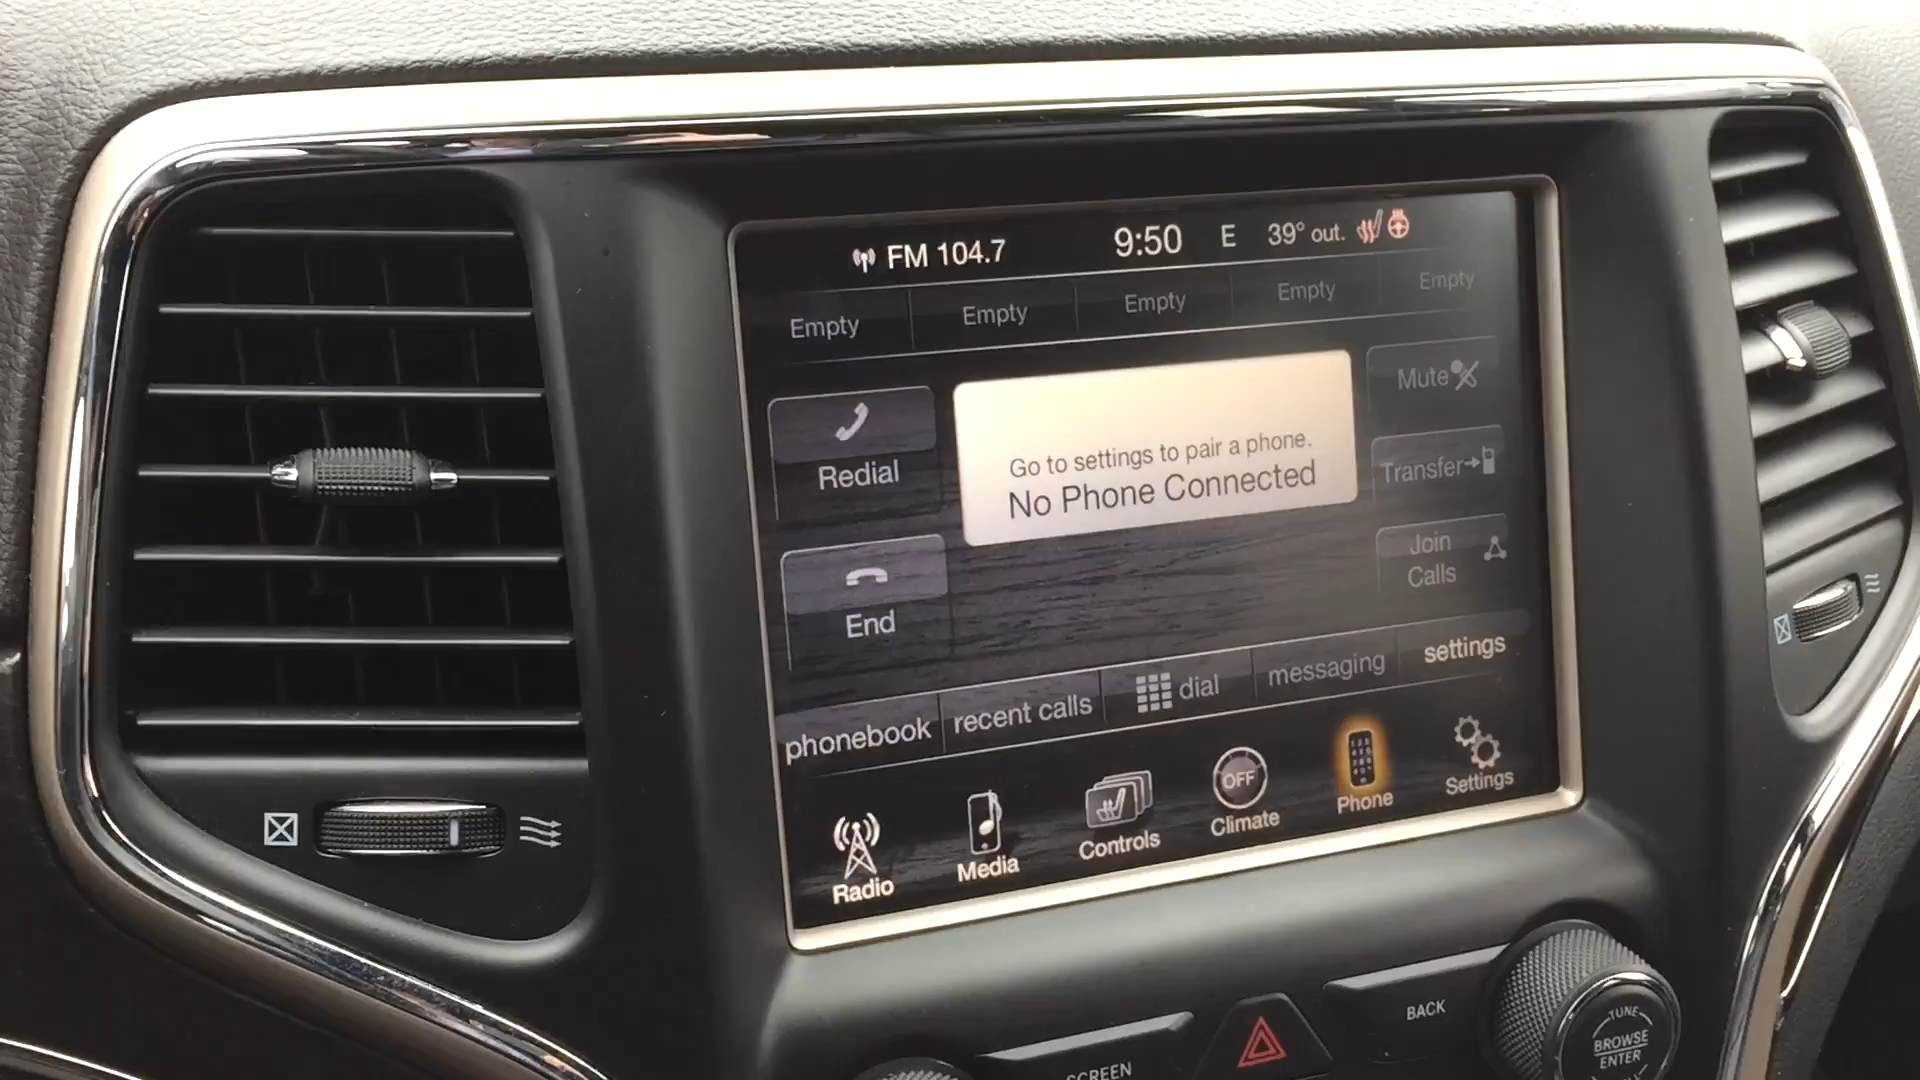 FM 104.7 9:50 E 39° out.
Empty Empty Empty Empty Empty
Redial
Go to settings to pair a phone.
No Phone Connected
Mute
Transfer
Join
Calls
End
phonebook recent calls dial messaging settings
Radio Media Controls OFF Climate Phone Settings
SCREEN
BACK
TUNE
BROWSE
ENTER